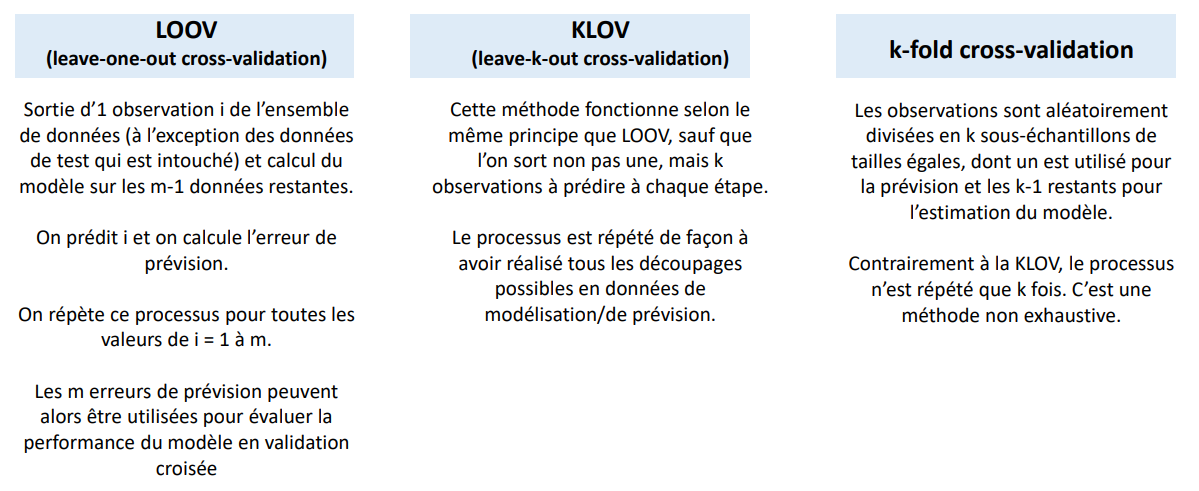 LOOV
(leave-one-out cross-validation)
Sortie d’1 observation i de l’ensemble
de données (à l’exception des données
de test qui est intouché) et calcul du
modèle sur les m-1 données restantes.
On prédit i et on calcule l’erreur de
prévision.
On répète ce processus pour toutes les
valeurs de i = 1 à m.
Les m erreurs de prévision peuvent
alors être utilisées pour évaluer la
performance du modèle en validation
croisée
KLOV
(leave-k-out cross-validation)
Cette méthode fonctionne selon le
même principe que LOOV, sauf que
l’on sort non pas une, mais k
observations à prédire à chaque étape.
Le processus est répété de façon à
avoir réalisé tous les découpages
possibles en données de
modélisation/de prévision.
k-fold cross-validation
Les observations sont aléatoirement
divisées en k sous-échantillons de
tailles égales, dont un est utilisé pour
la prévision et les k-1 restants pour
l’estimation du modèle.
Contrairement à la KLOV, le processus
n’est répété que k fois. C’est une
méthode non exhaustive.